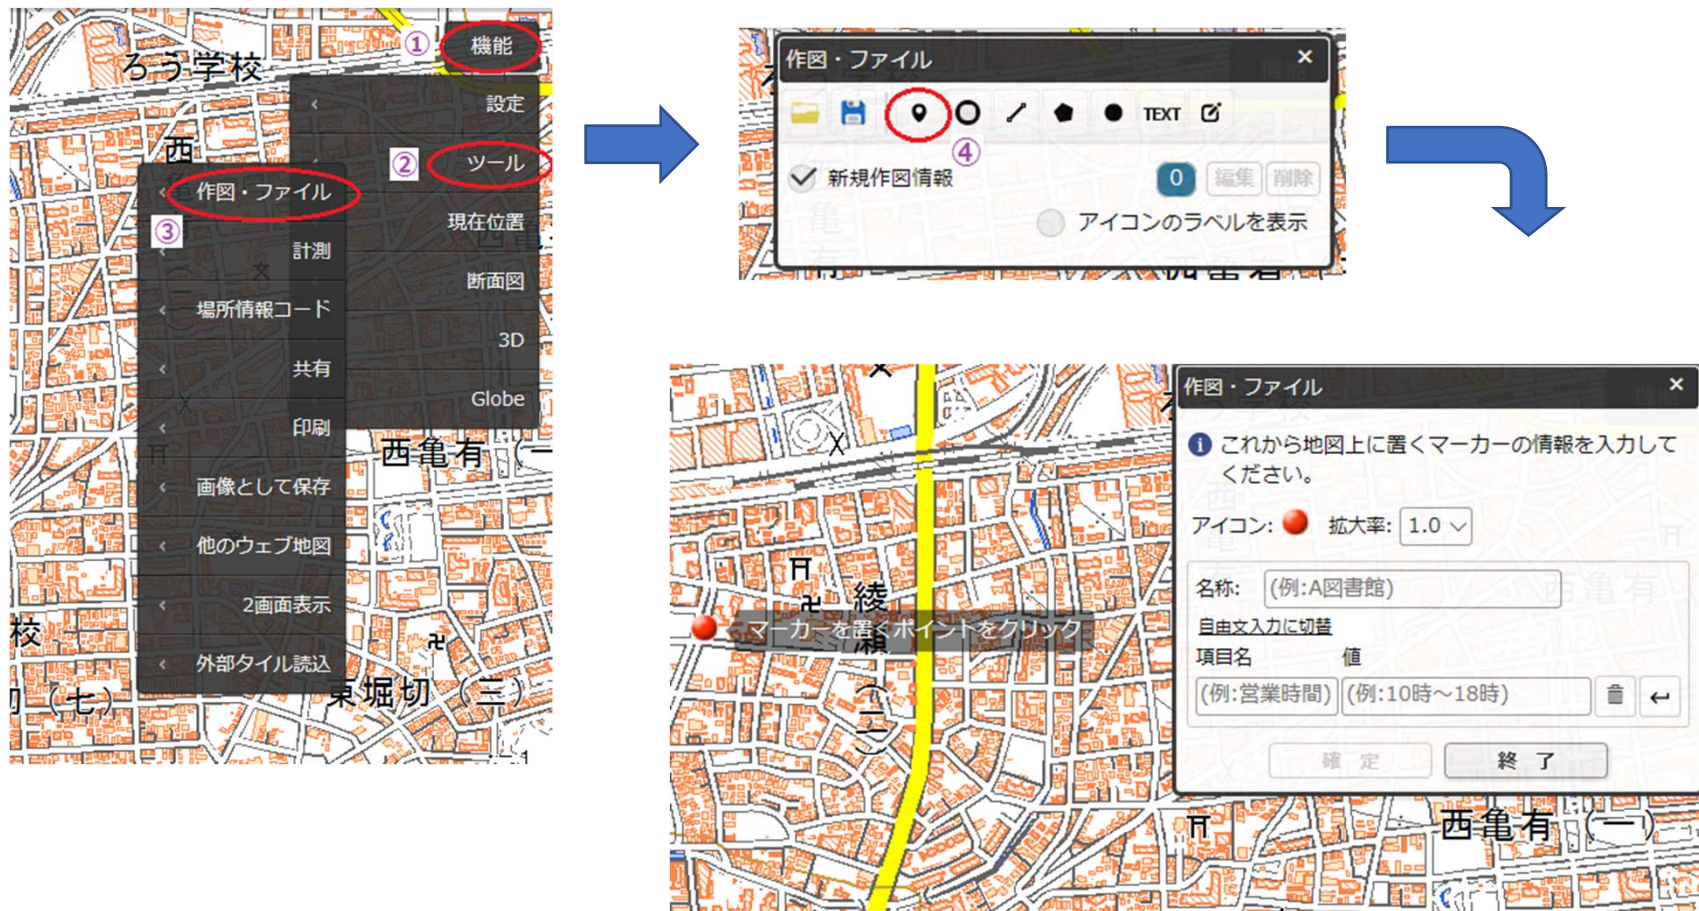 ろう学校
① 機能
設定
西
② ツール
作図・ファイル
③
現在位置
計測
断面図
場所情報コード
3D
共有
Globe
印刷
西亀有 (一
画像として保存
他のウェブ地図
2画面表示
校
外部タイル読込
(七)
東堀切 (三)
作図・ファイル ×
TEXT
④
新規作図情報 0 編集 削除
アイコンのラベルを表示
西亀有
作図・ファイル ×
これから地図上に置くマーカーの情報を入力して
ください。
アイコン: 拡大率: 1.0
名称: (例:A図書館)
自由文入力に切替
項目名 値
(例:営業時間) (例:10時～18時)
確 定 終 了
綾瀬(二)
マーカーを置くポイントをクリック
西亀有 (一)